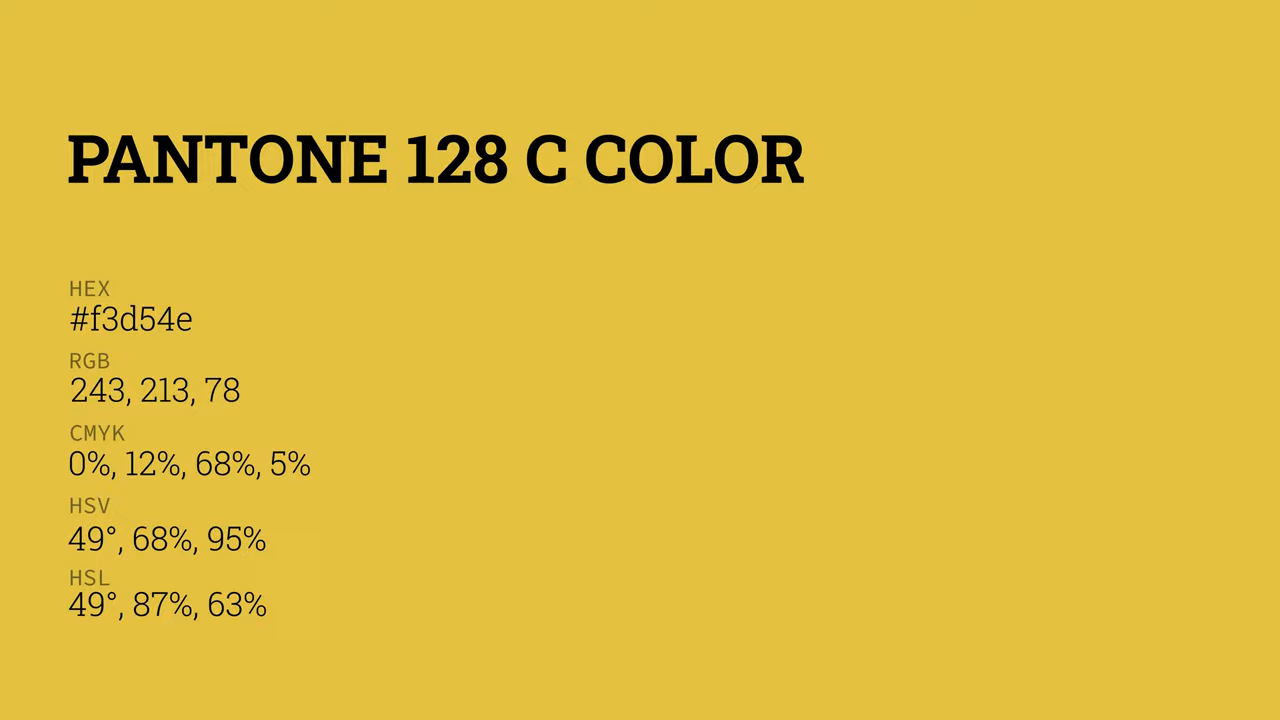 PANTONE 128 C COLOR
HEX
#f3d54e
RGB
243, 213, 78
CMYK
0%, 12%, 68%, 5%
HSV
49°, 68%, 95%
HSL
49°, 87%, 63%